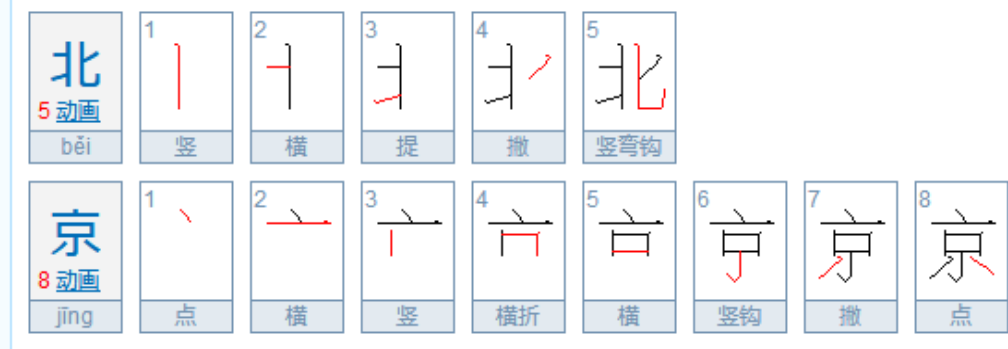 1 2 3 4 5
北
5 动画
běi 竖 横 提 撇 竖弯钩
1 2 3 4 5 6 7 8
京
8 动画
jīng 点 横 竖 横折 横 竖钩 撇 点